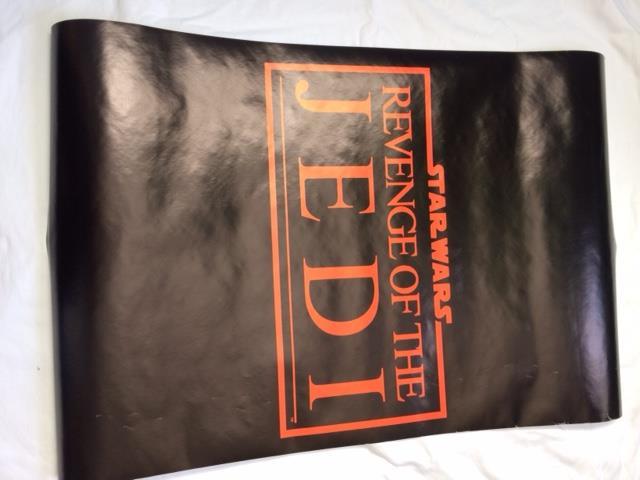 STAR WARS
REVENGE OF THE
JEDI